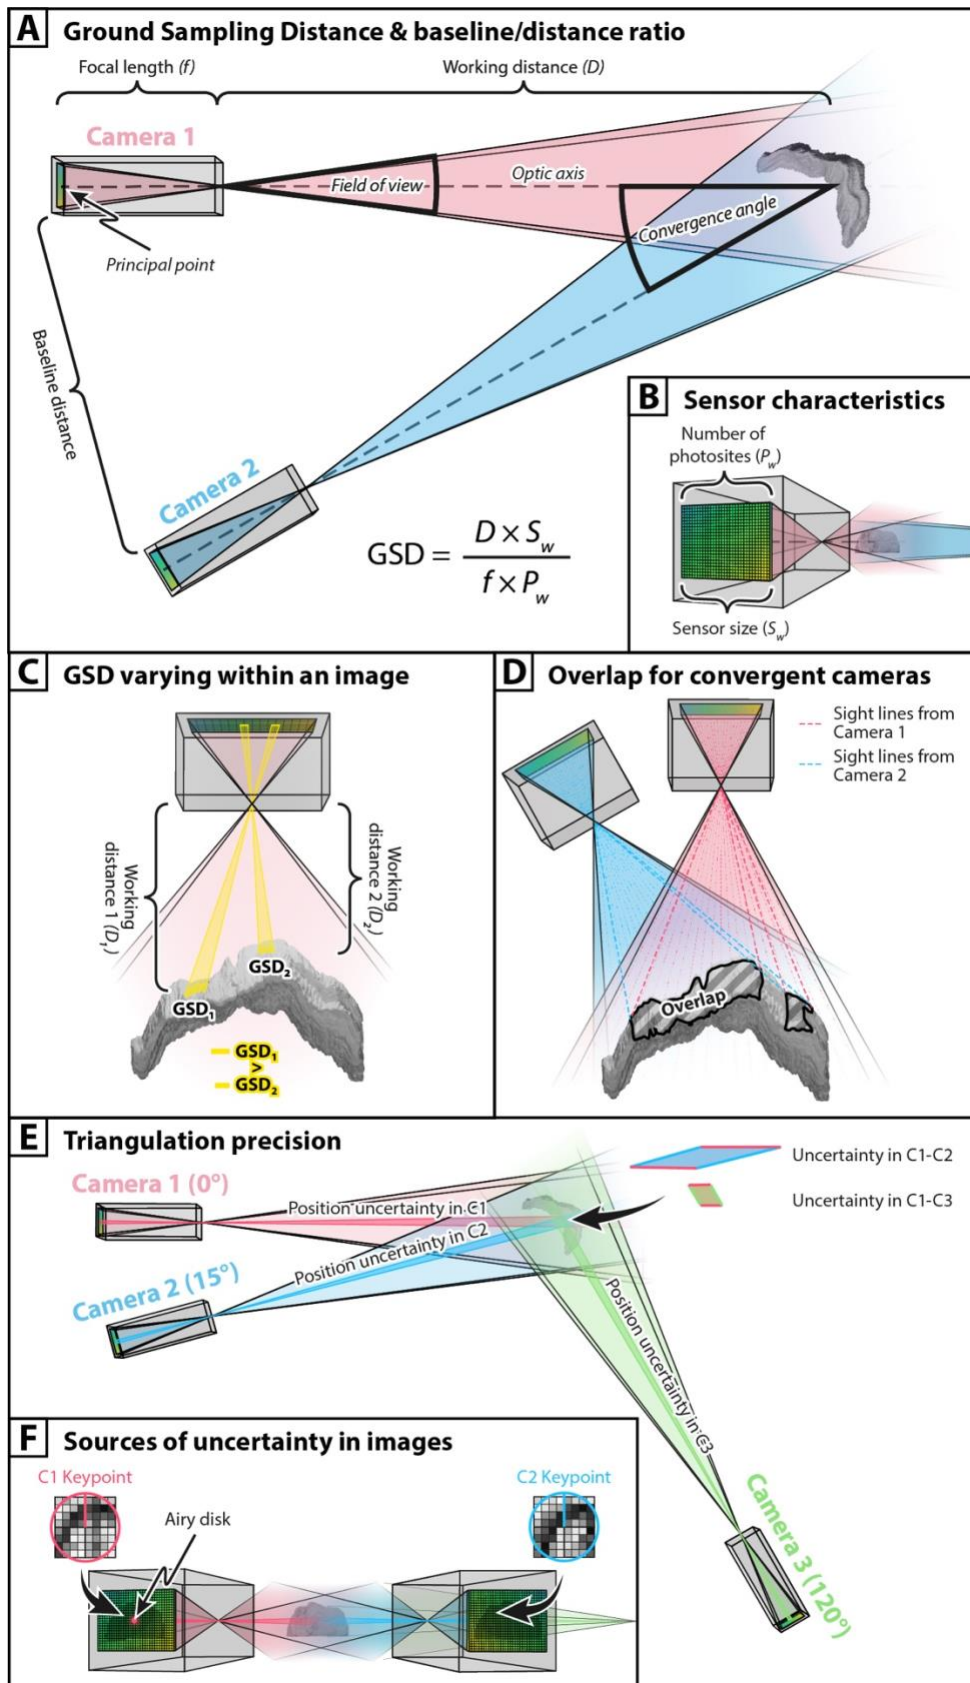 A Ground Sampling Distance & baseline/distance ratio
Focal length (f)
Working distance (D)
Camera 1
Field of view
Optic axis
Convergence angle
Principal point
Baseline distance
Camera 2
GSD = D × S_w / f × P_w
B Sensor characteristics
Number of
photosites (P_w)
Sensor size (S_w)
C GSD varying within an image
Working
distance 1 (D₁)
Working
distance 2 (D₂)
GSD₂
GSD₁
GSD₁
>
GSD₂
D Overlap for convergent cameras
Sight lines from
Camera 1
Sight lines from
Camera 2
Overlap
E Triangulation precision
Camera 1 (0°)
Position uncertainty in C1
Position uncertainty in C2
Camera 2 (15°)
Uncertainty in C1-C2
Uncertainty in C1-C3
Position uncertainty in C3
Camera 3 (120°)
F Sources of uncertainty in images
C1 Keypoint
Airy disk
C2 Keypoint